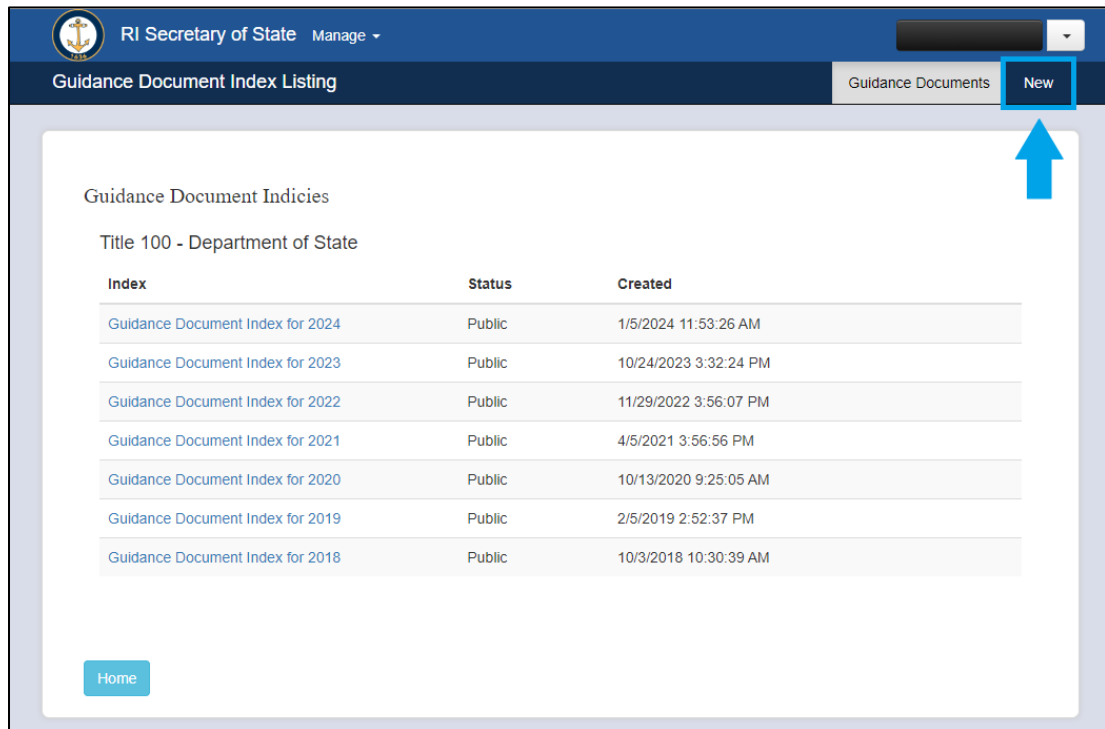 RI Secretary of State Manage
Guidance Document Index Listing Guidance Documents New
Guidance Document Indicies
Title 100 - Department of State
Index Status Created
Guidance Document Index for 2024 Public 1/5/2024 11:53:26 AM
Guidance Document Index for 2023 Public 10/24/2023 3:32:24 PM
Guidance Document Index for 2022 Public 11/29/2022 3:56:07 PM
Guidance Document Index for 2021 Public 4/5/2021 3:56:56 PM
Guidance Document Index for 2020 Public 10/13/2020 9:25:05 AM
Guidance Document Index for 2019 Public 2/5/2019 2:52:37 PM
Guidance Document Index for 2018 Public 10/3/2018 10:30:39 AM
Home